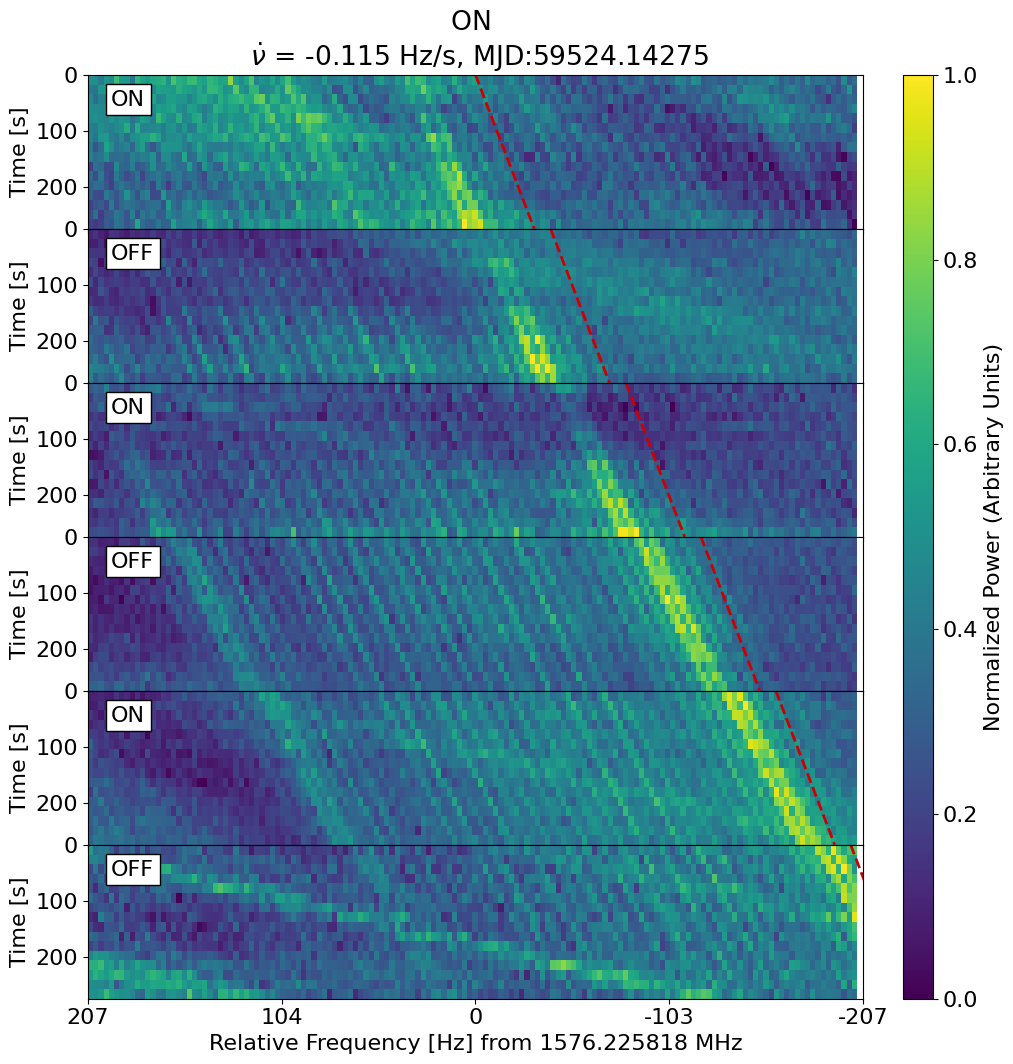 ON
ν̇ = -0.115 Hz/s, MJD:59524.14275
0
ON
100
200
Time [s]
0
OFF
100
200
Time [s]
0
ON
100
200
Time [s]
0
OFF
100
200
Time [s]
0
ON
100
200
Time [s]
0
OFF
100
200
Time [s]
207 104 0 -103 -207
Relative Frequency [Hz] from 1576.225818 MHz
1.0
0.8
0.6
0.4
0.2
0.0
Normalized Power (Arbitrary Units)